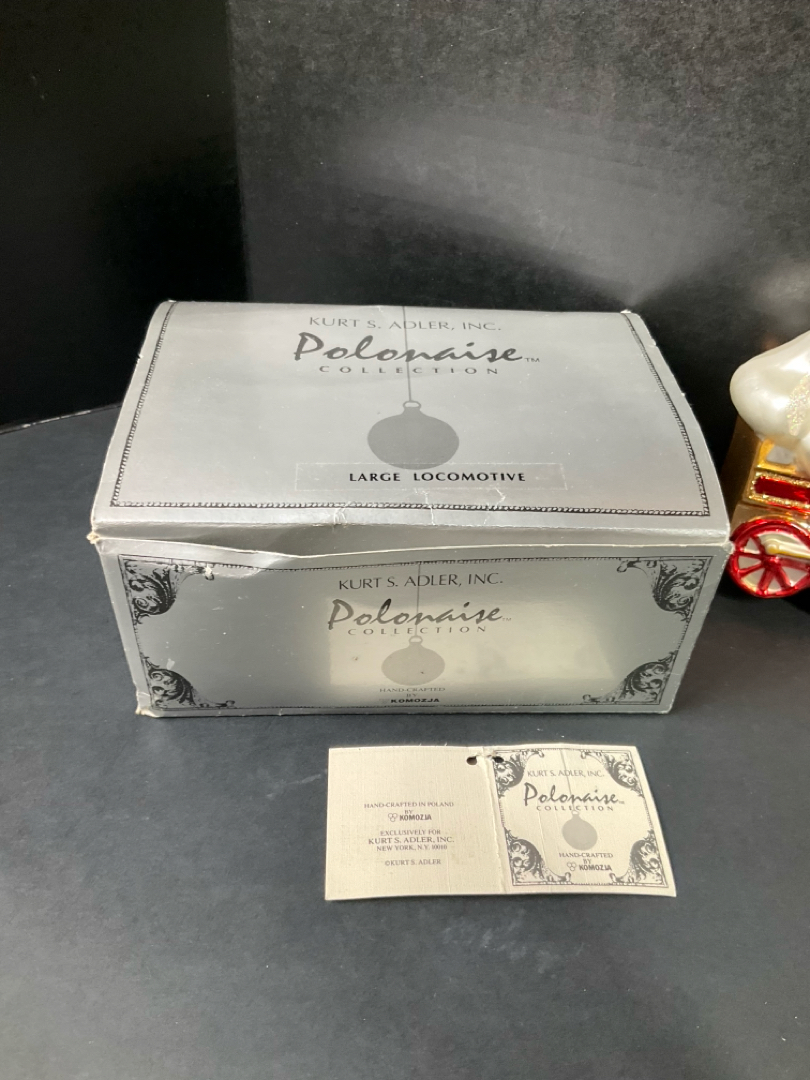 KURT S. ADLER, INC.
Polonaise™
COLLECTION
LARGE LOCOMOTIVE
KURT S. ADLER, INC.
Polonaise™
COLLECTION
HAND-CRAFTED
BY
KOMOZJA
HAND-CRAFTED IN POLAND
BY
KOMOZJA
EXCLUSIVELY FOR
KURT S. ADLER, INC.
NEW YORK, N.Y. 10010
©KURT S. ADLER
KURT S. ADLER, INC.
Polonaise™
COLLECTION
HAND-CRAFTED
BY
KOMOZJA